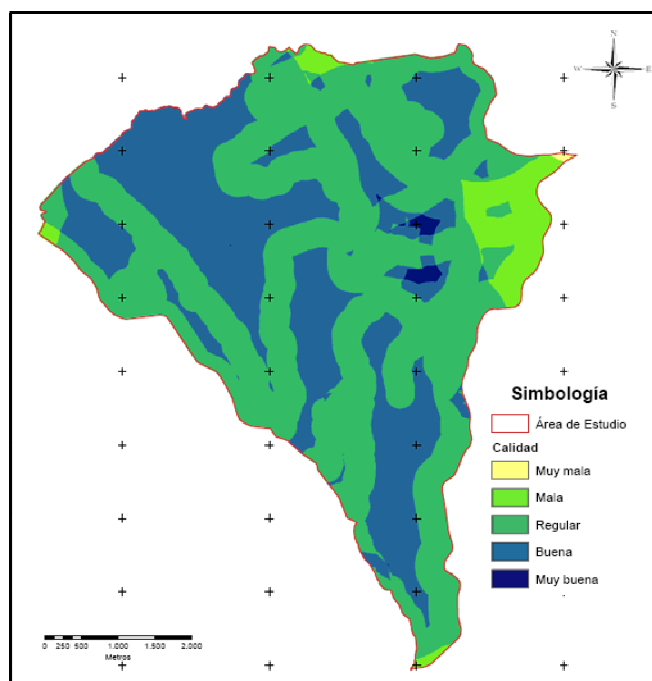 N
W E
S
Simbología
Área de Estudio
Calidad
Muy mala
Mala
Regular
Buena
Muy buena
0 250 500 1.000 1.500 2.000
Metros